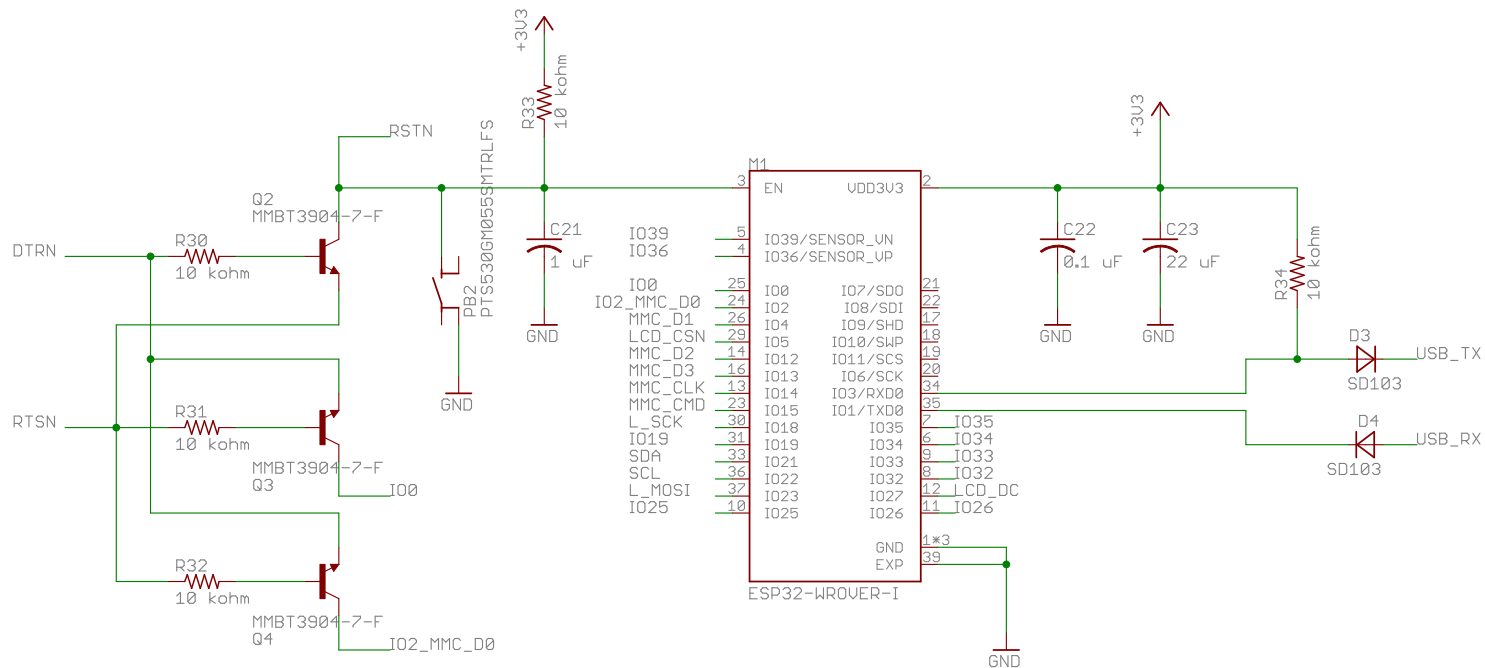 +3V3
R33
10 kohm
RSTN
PTS530GM055SMTRLFS
PB2
Q2
MMBT3904-7-F
DTRN
R30
10 kohm
C21
1 uF
GND
GND
RTSN
R31
10 kohm
MMBT3904-7-F
Q3
IO0
R32
10 kohm
MMBT3904-7-F
Q4
IO2_MMC_D0
M1
3 EN VDD3V3 2
IO39 5 IO39/SENSOR_VN
IO36 4 IO36/SENSOR_VP
IO0 25 IO0 IO7/SDO 21
IO2_MMC_D0 24 IO2 IO8/SDI 22
MMC_D1 26 IO4 IO9/SHD 17
LCD_CSN 29 IO5 IO10/SWP 18
MMC_D2 14 IO12 IO11/SCS 19
MMC_D3 16 IO13 IO6/SCK 20
MMC_CLK 13 IO14 IO3/RXD0 34
MMC_CMD 23 IO15 IO1/TXD0 35
L_SCK 30 IO18 IO35 7 IO35
IO19 31 IO19 IO34 6 IO34
SDA 33 IO21 IO33 9 IO33
SCL 36 IO22 IO32 8 IO32
L_MOSI 37 IO23 IO27 12 LCD_DC
IO25 10 IO25 IO26 11 IO26
GND 1*3
EXP 39
ESP32-WROVER-I
GND
+3V3
C22
0.1 uF
GND
C23
22 uF
GND
R34
10 kohm
D3
USB_TX
SD103
D4
USB_RX
SD103